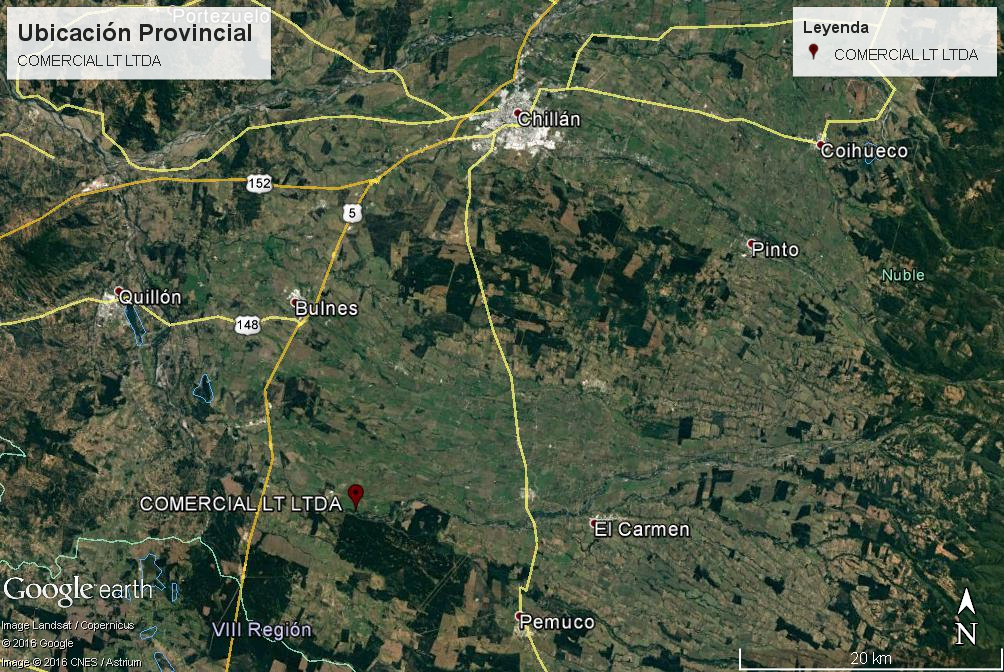 Portezuelo
Ubicación Provincial
COMERCIAL LT LTDA
Leyenda
COMERCIAL LT LTDA
Chillán
Coihueco
152
5
Pinto
Nuble
Quillón
Bulnes
148
COMERCIAL LT LTDA
El Carmen
Google earth
Image Landsat / Copernicus
© 2016 Google
Image © 2016 CNES / Astrium
VIII Región
Pemuco
N
20 km